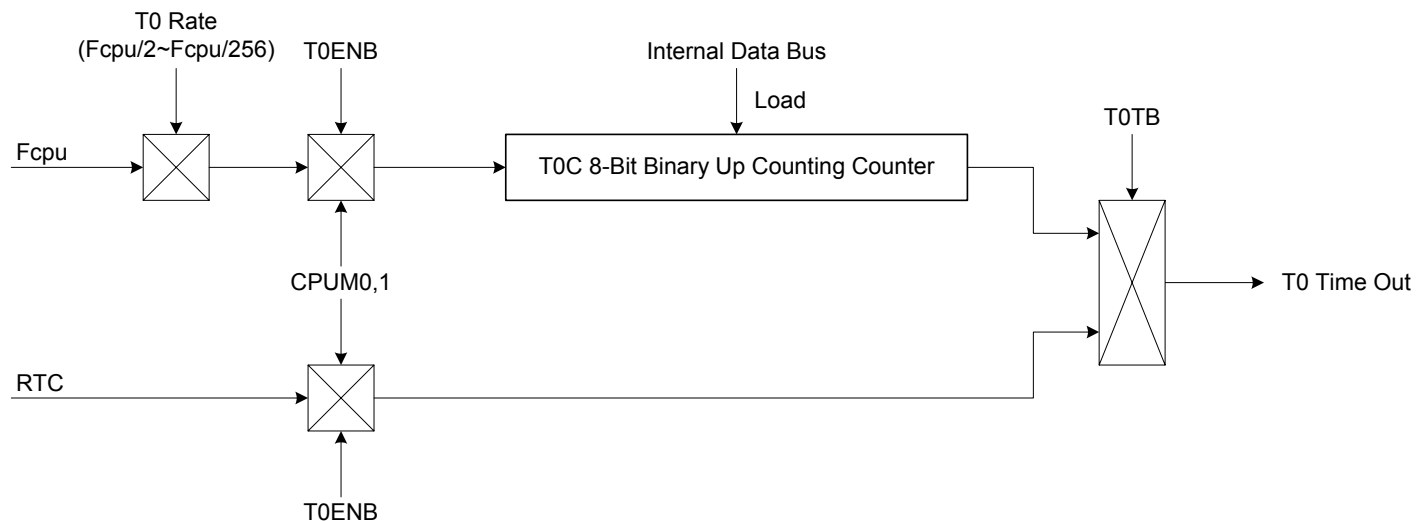 T0 Rate
(Fcpu/2~Fcpu/256)
T0ENB
Internal Data Bus
Load
T0TB
Fcpu
T0C 8-Bit Binary Up Counting Counter
CPUM0,1
T0 Time Out
RTC
T0ENB